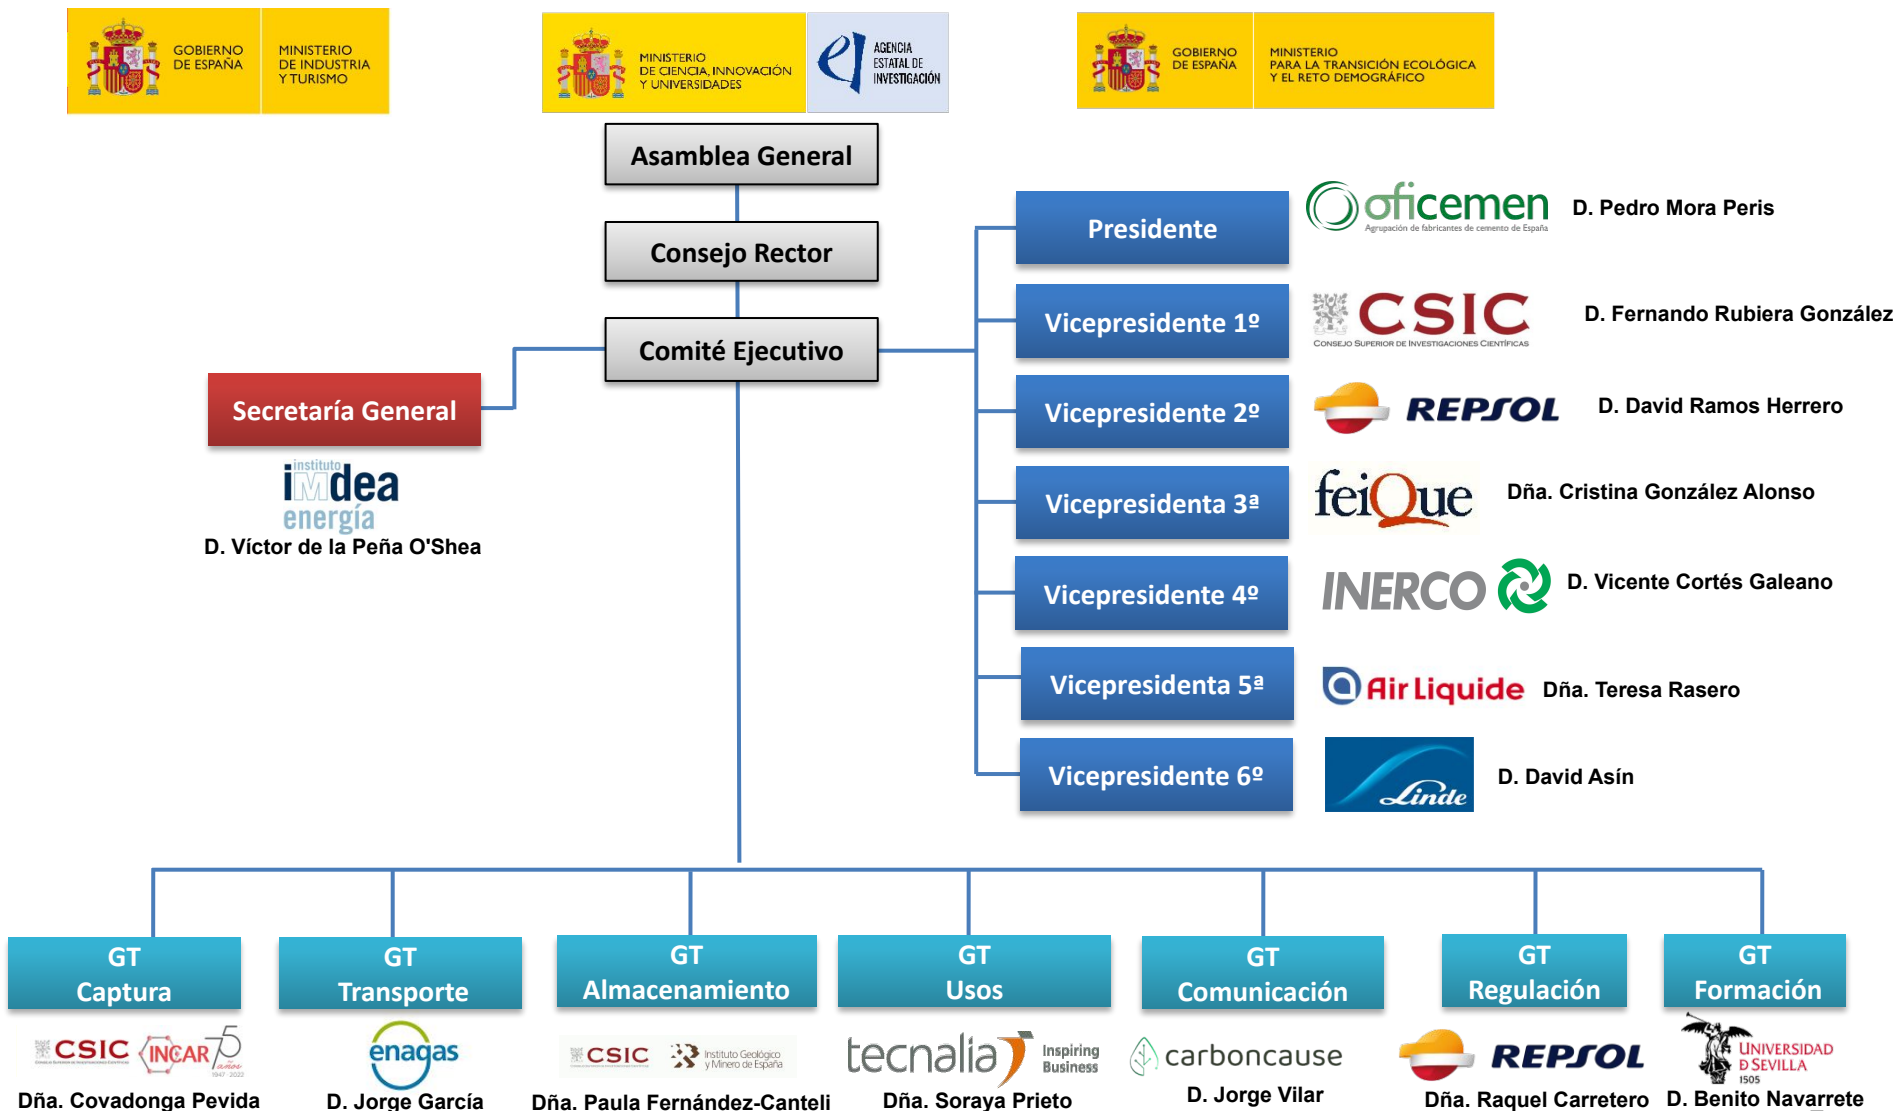 GOBIERNO
DE ESPAÑA
MINISTERIO
DE INDUSTRIA
Y TURISMO
MINISTERIO
DE CIENCIA, INNOVACIÓN
Y UNIVERSIDADES
AGENCIA
ESTATAL DE
INVESTIGACIÓN
GOBIERNO
DE ESPAÑA
MINISTERIO
PARA LA TRANSICIÓN ECOLÓGICA
Y EL RETO DEMOGRÁFICO
Asamblea General
Consejo Rector
Comité Ejecutivo
Secretaría General
instituto
imdea
energía
D. Víctor de la Peña O'Shea
Presidente
oficemen
Agrupación de fabricantes de cemento de España
D. Pedro Mora Peris
Vicepresidente 1º
CSIC
CONSEJO SUPERIOR DE INVESTIGACIONES CIENTÍFICAS
D. Fernando Rubiera González
Vicepresidente 2º
REPSOL
D. David Ramos Herrero
Vicepresidenta 3ª
feiQue
Dña. Cristina González Alonso
Vicepresidente 4º
INERCO
D. Vicente Cortés Galeano
Vicepresidenta 5ª
Air Liquide
Dña. Teresa Rasero
Vicepresidente 6º
Linde
D. David Asín
GT
Captura
CSIC
INCAR
75
años
1947 - 2022
Dña. Covadonga Pevida
GT
Transporte
enagas
D. Jorge García
GT
Almacenamiento
CSIC
Instituto Geológico
y Minero de España
Dña. Paula Fernández-Canteli
GT
Usos
tecnalia
Inspiring
Business
Dña. Soraya Prieto
GT
Comunicación
carboncause
D. Jorge Vilar
GT
Regulación
REPSOL
Dña. Raquel Carretero
GT
Formación
UNIVERSIDAD
D SEVILLA
1505
D. Benito Navarrete